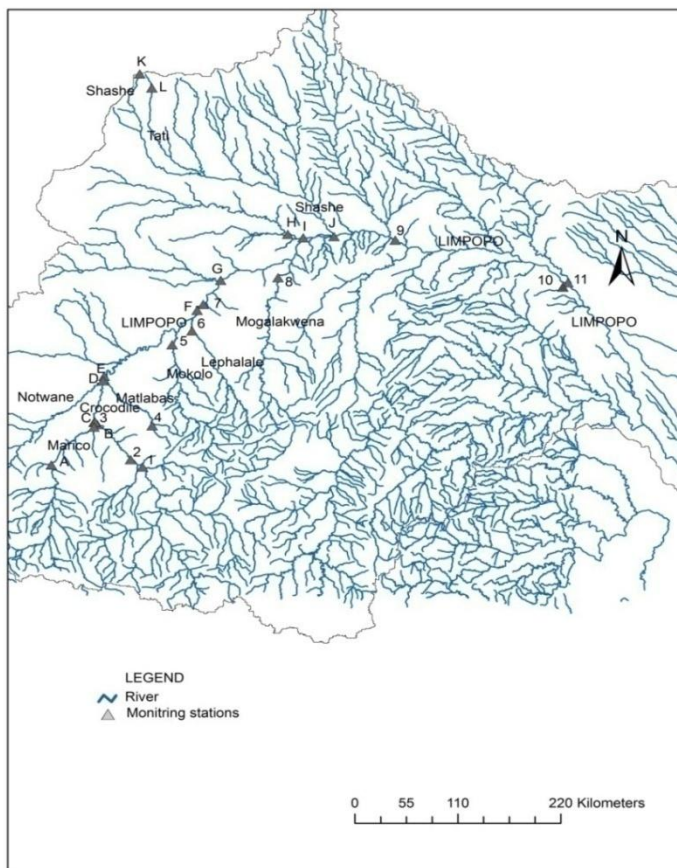 K
Shashe
L
Tati
Shashe
H
I
J
9
LIMPOPO
N
G
8
10
11
F
7
LIMPOPO
6
Mogalakwena
LIMPOPO
5
Lephalalo
Mokolo
E
D
Notwane
Matlabas
Crocodile
C
3
B
4
Marico
A
2
1
LEGEND
River
Monitring stations
0 55 110 220 Kilometers